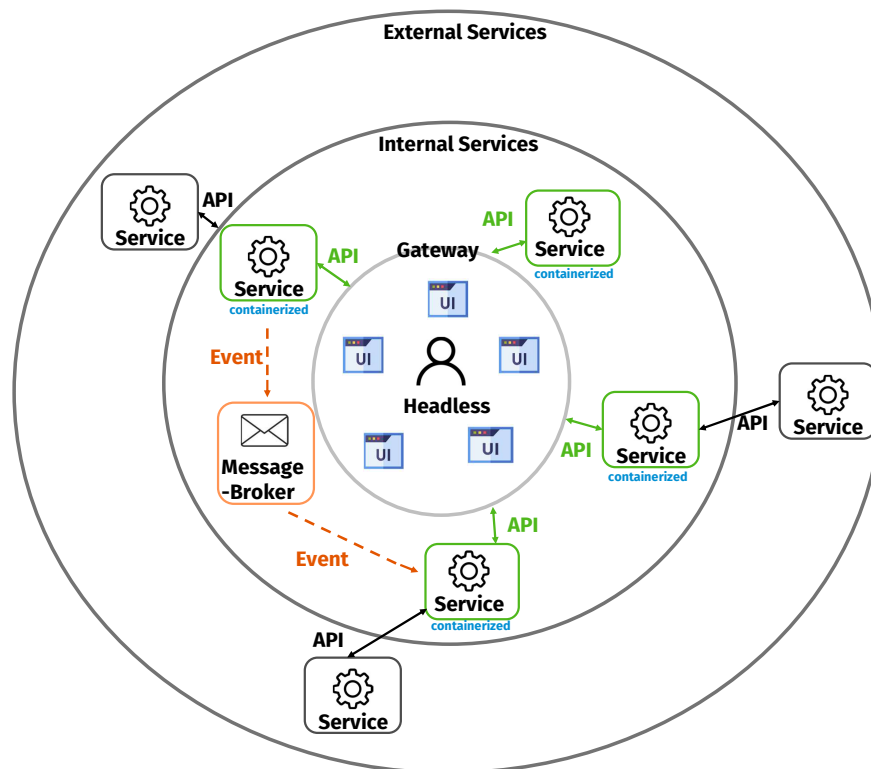 External Services
Internal Services
API
Service
API
Service
containerized
Gateway
API
Service
containerized
UI
UI
UI
Headless
UI
UI
Event
Message
-Broker
Event
API
Service
containerized
API
Service
API
Service
containerized
API
Service